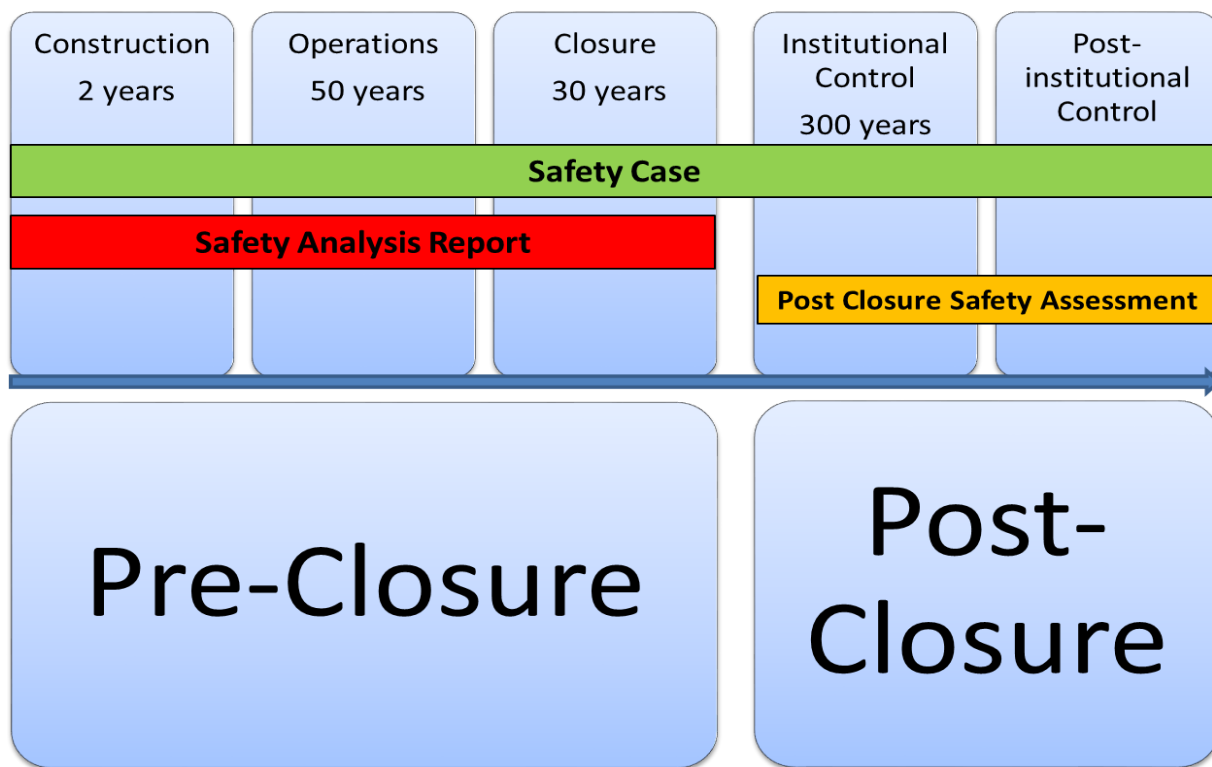 Construction
2 years
Operations
50 years
Closure
30 years
Institutional
Control
300 years
Post-
institutional
Control
Safety Case
Safety Analysis Report
Post Closure Safety Assessment
Pre-Closure
Post-
Closure